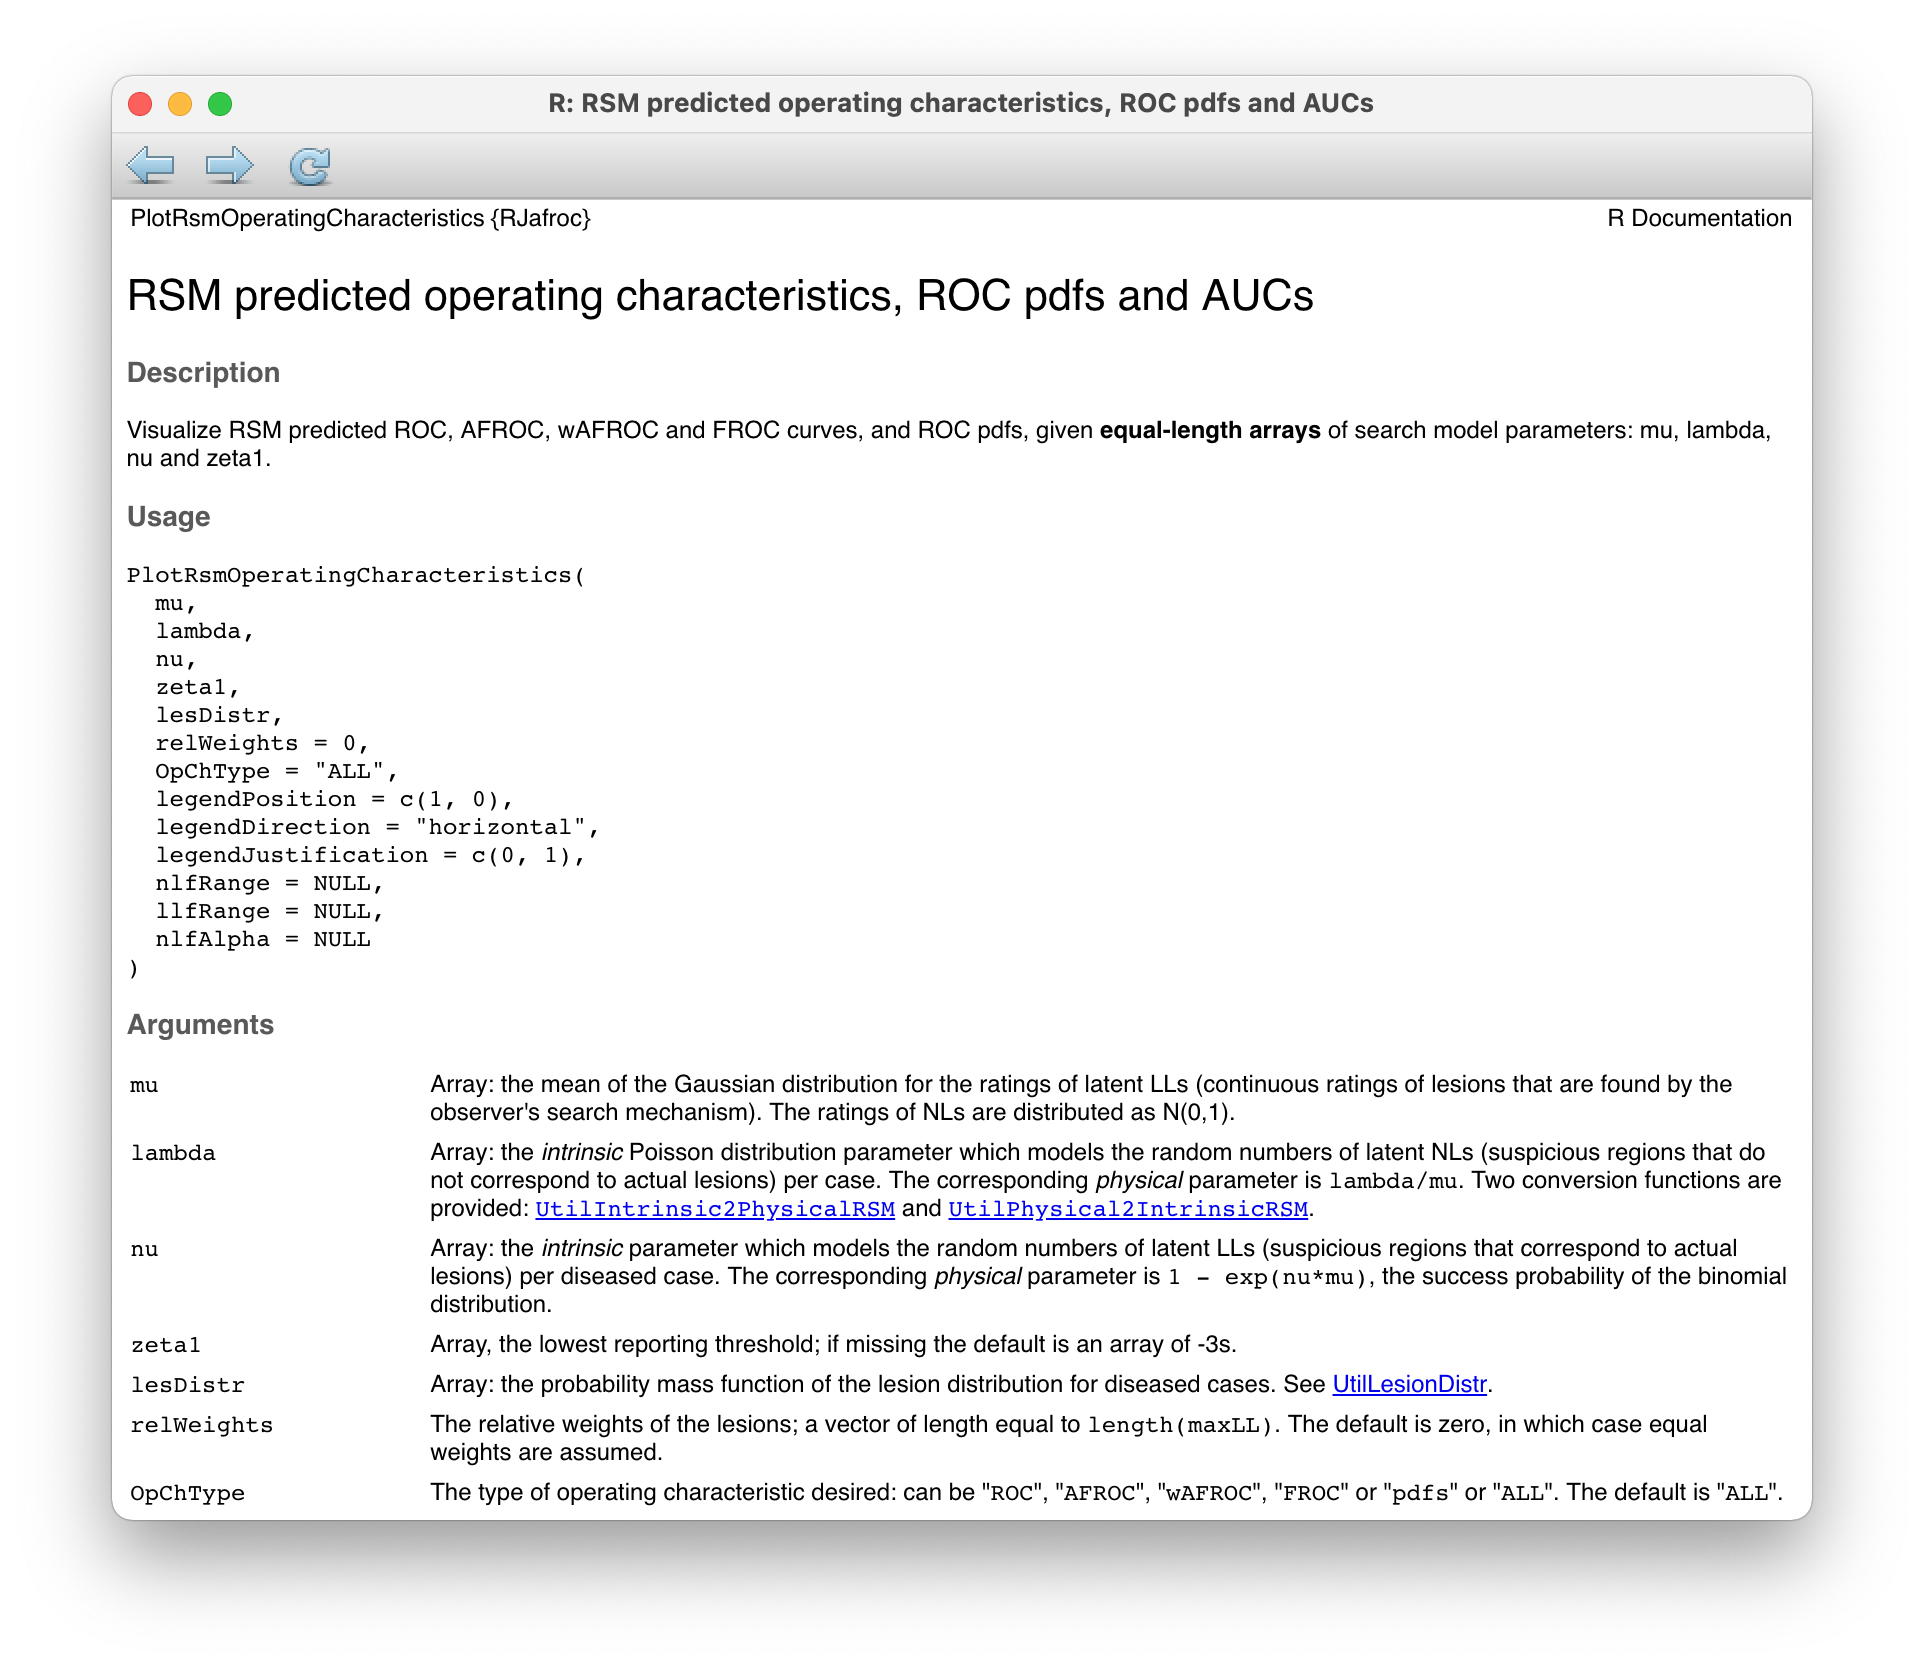 R: RSM predicted operating characteristics, ROC pdfs and AUCs
PlotRsmOperatingCharacteristics {RJafroc}
R Documentation
RSM predicted operating characteristics, ROC pdfs and AUCs
Description
Visualize RSM predicted ROC, AFROC, wAFROC and FROC curves, and ROC pdfs, given equal-length arrays of search model parameters: mu, lambda,
nu and zeta1.
Usage
PlotRsmOperatingCharacteristics(
  mu,
  lambda,
  nu,
  zeta1,
  lesDistr,
  relWeights = 0,
  OpChType = "ALL",
  legendPosition = c(1, 0),
  legendDirection = "horizontal",
  legendJustification = c(0, 1),
  nlfRange = NULL,
  llfRange = NULL,
  nlfAlpha = NULL
)
Arguments
mu Array: the mean of the Gaussian distribution for the ratings of latent LLs (continuous ratings of lesions that are found by the
observer's search mechanism). The ratings of NLs are distributed as N(0,1).
lambda Array: the intrinsic Poisson distribution parameter which models the random numbers of latent NLs (suspicious regions that do
not correspond to actual lesions) per case. The corresponding physical parameter is lambda/mu. Two conversion functions are
provided: UtilIntrinsic2PhysicalRSM and UtilPhysical2IntrinsicRSM.
nu Array: the intrinsic parameter which models the random numbers of latent LLs (suspicious regions that correspond to actual
lesions) per diseased case. The corresponding physical parameter is 1 - exp(nu*mu), the success probability of the binomial
distribution.
zeta1 Array, the lowest reporting threshold; if missing the default is an array of -3s.
lesDistr Array: the probability mass function of the lesion distribution for diseased cases. See UtilLesionDistr.
relWeights The relative weights of the lesions; a vector of length equal to length(maxLL). The default is zero, in which case equal
weights are assumed.
OpChType The type of operating characteristic desired: can be "ROC", "AFROC", "wAFROC", "FROC" or "pdfs" or "ALL". The default is "ALL".